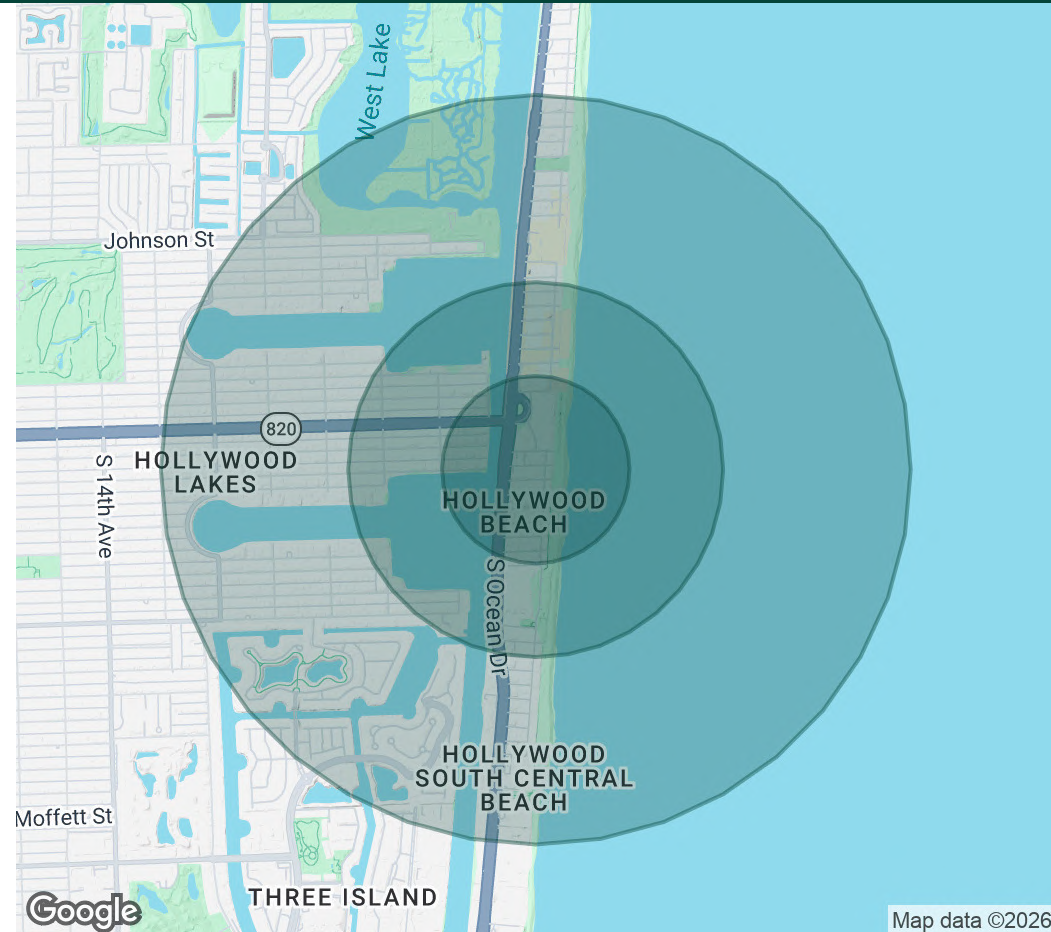 West Lake
Johnson St
820
HOLLYWOOD
LAKES
S 14th Ave
HOLLYWOOD
BEACH
S Ocean Dr
HOLLYWOOD
SOUTH CENTRAL
BEACH
Moffett St
THREE ISLAND
Google
Map data ©2026